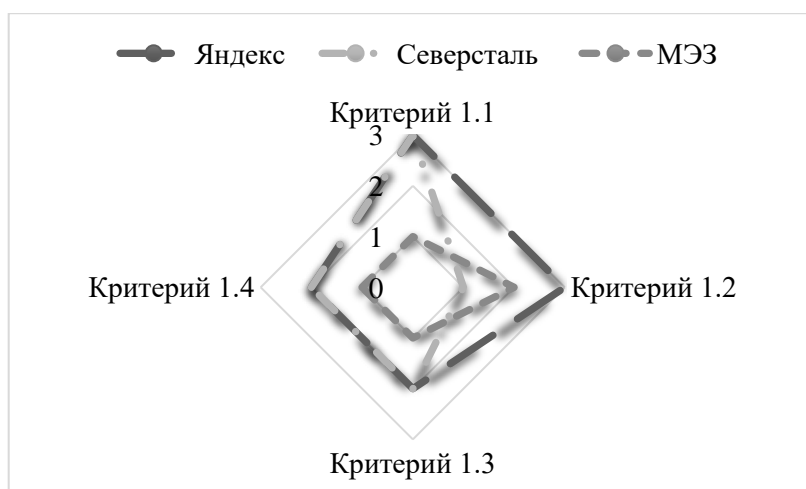 Яндекс Северсталь МЭЗ
Критерий 1.1
3
2
1
Критерий 1.4 0 Критерий 1.2
Критерий 1.3